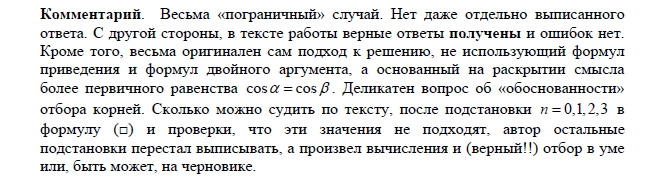 Комментарий. Весьма «пограничный» случай. Нет даже отдельно выписанного
ответа. С другой стороны, в тексте работы верные ответы получены и ошибок нет.
Кроме того, весьма оригинален сам подход к решению, не использующий формул
приведения и формул двойного аргумента, а основанный на раскрытии смысла
более первичного равенства cos α = cos β. Деликатен вопрос об «обоснованности»
отбора корней. Сколько можно судить по тексту, после подстановки n = 0,1,2,3 в
формулу (□) и проверки, что эти значения не подходят, автор остальные
подстановки перестал выписывать, а произвел вычисления и (верный!!) отбор в уме
или, быть может, на черновике.